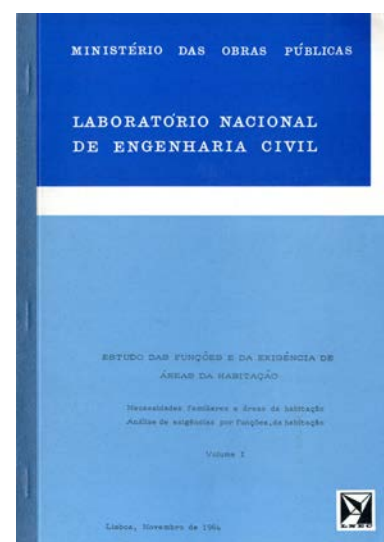 MINISTÉRIO DAS OBRAS PÚBLICAS
LABORATÓRIO NACIONAL
DE ENGENHARIA CIVIL
ESTUDO DAS FUNÇÕES E DA EXIGÊNCIA DE
ÁREAS DA HABITAÇÃO
Necessidades familiares e áreas da habitação
Análise de exigências por funções da habitação
Volume I
Lisboa, Novembro de 1964
LNEC